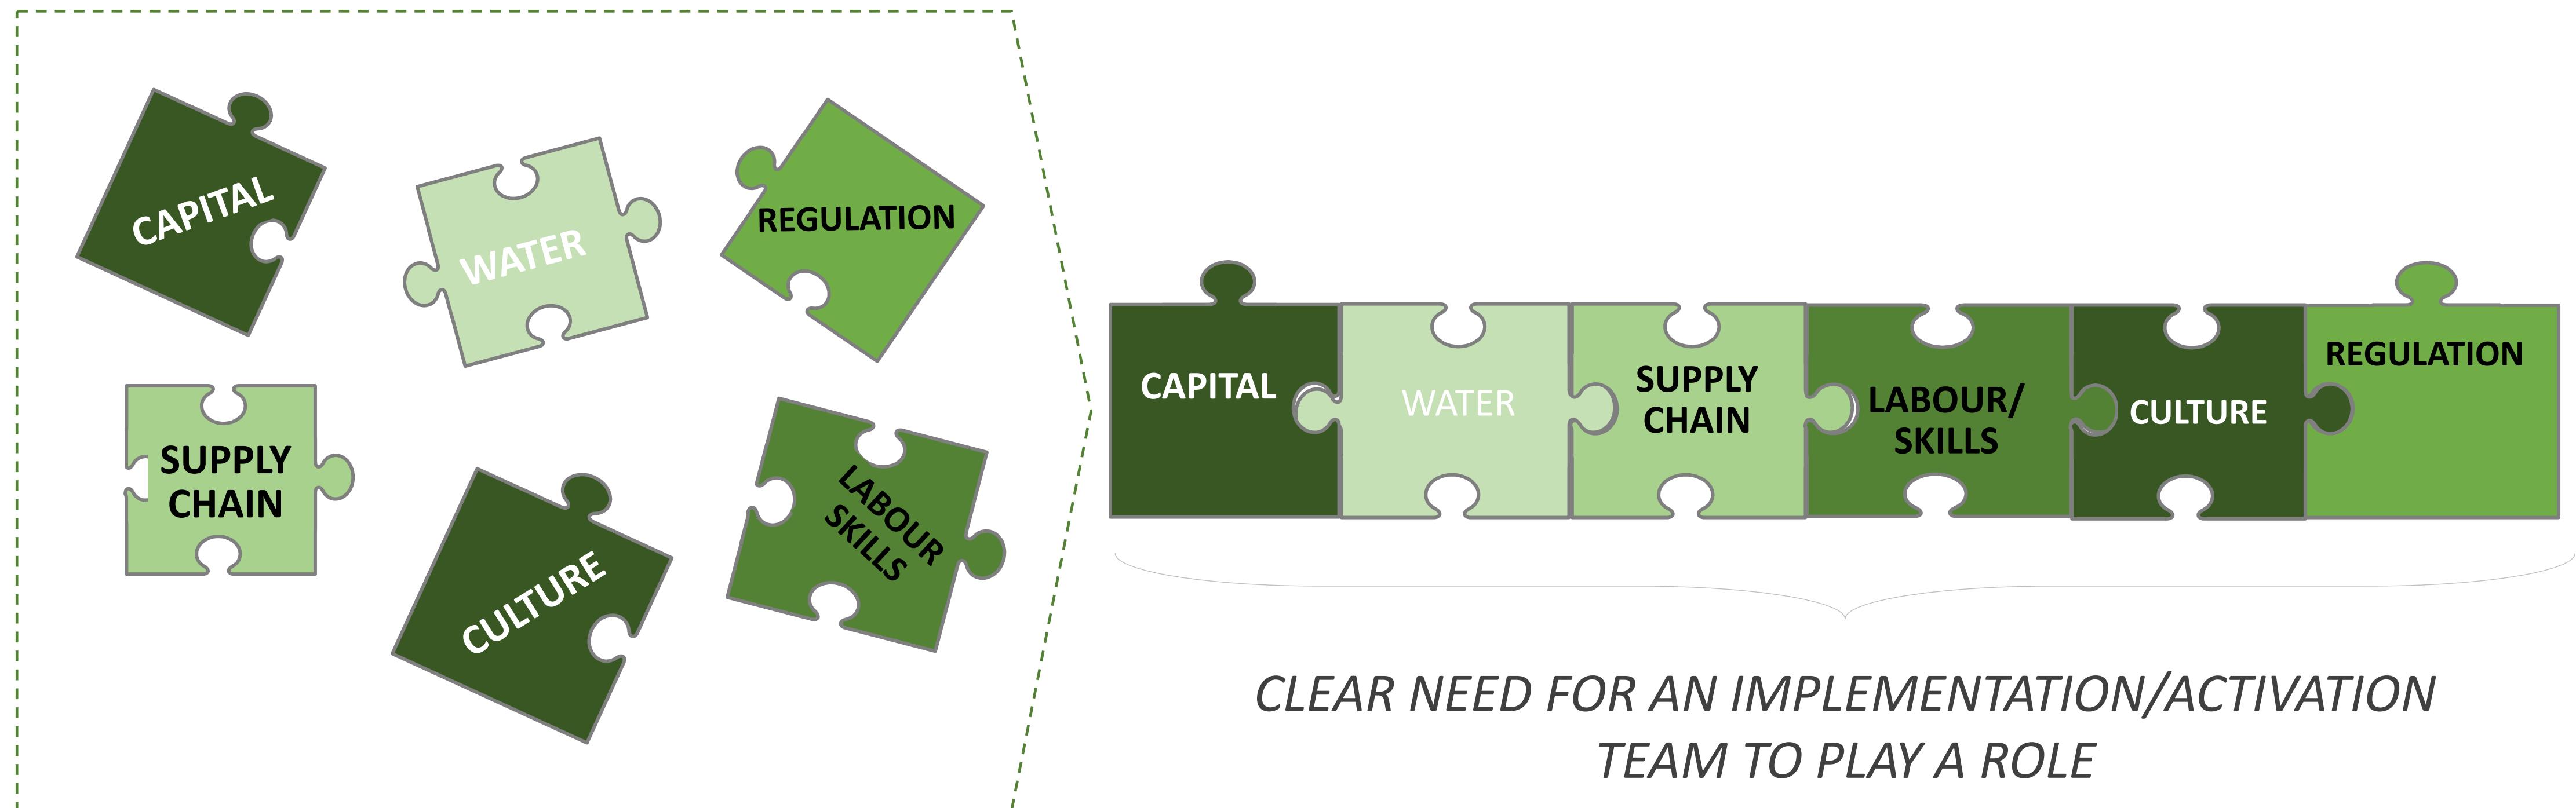 CAPITAL
WATER
REGULATION
SUPPLY
CHAIN
CULTURE
LABOUR
SKILLS
CAPITAL
WATER
SUPPLY
CHAIN
LABOUR/
SKILLS
CULTURE
REGULATION
CLEAR NEED FOR AN IMPLEMENTATION/ACTIVATION
TEAM TO PLAY A ROLE